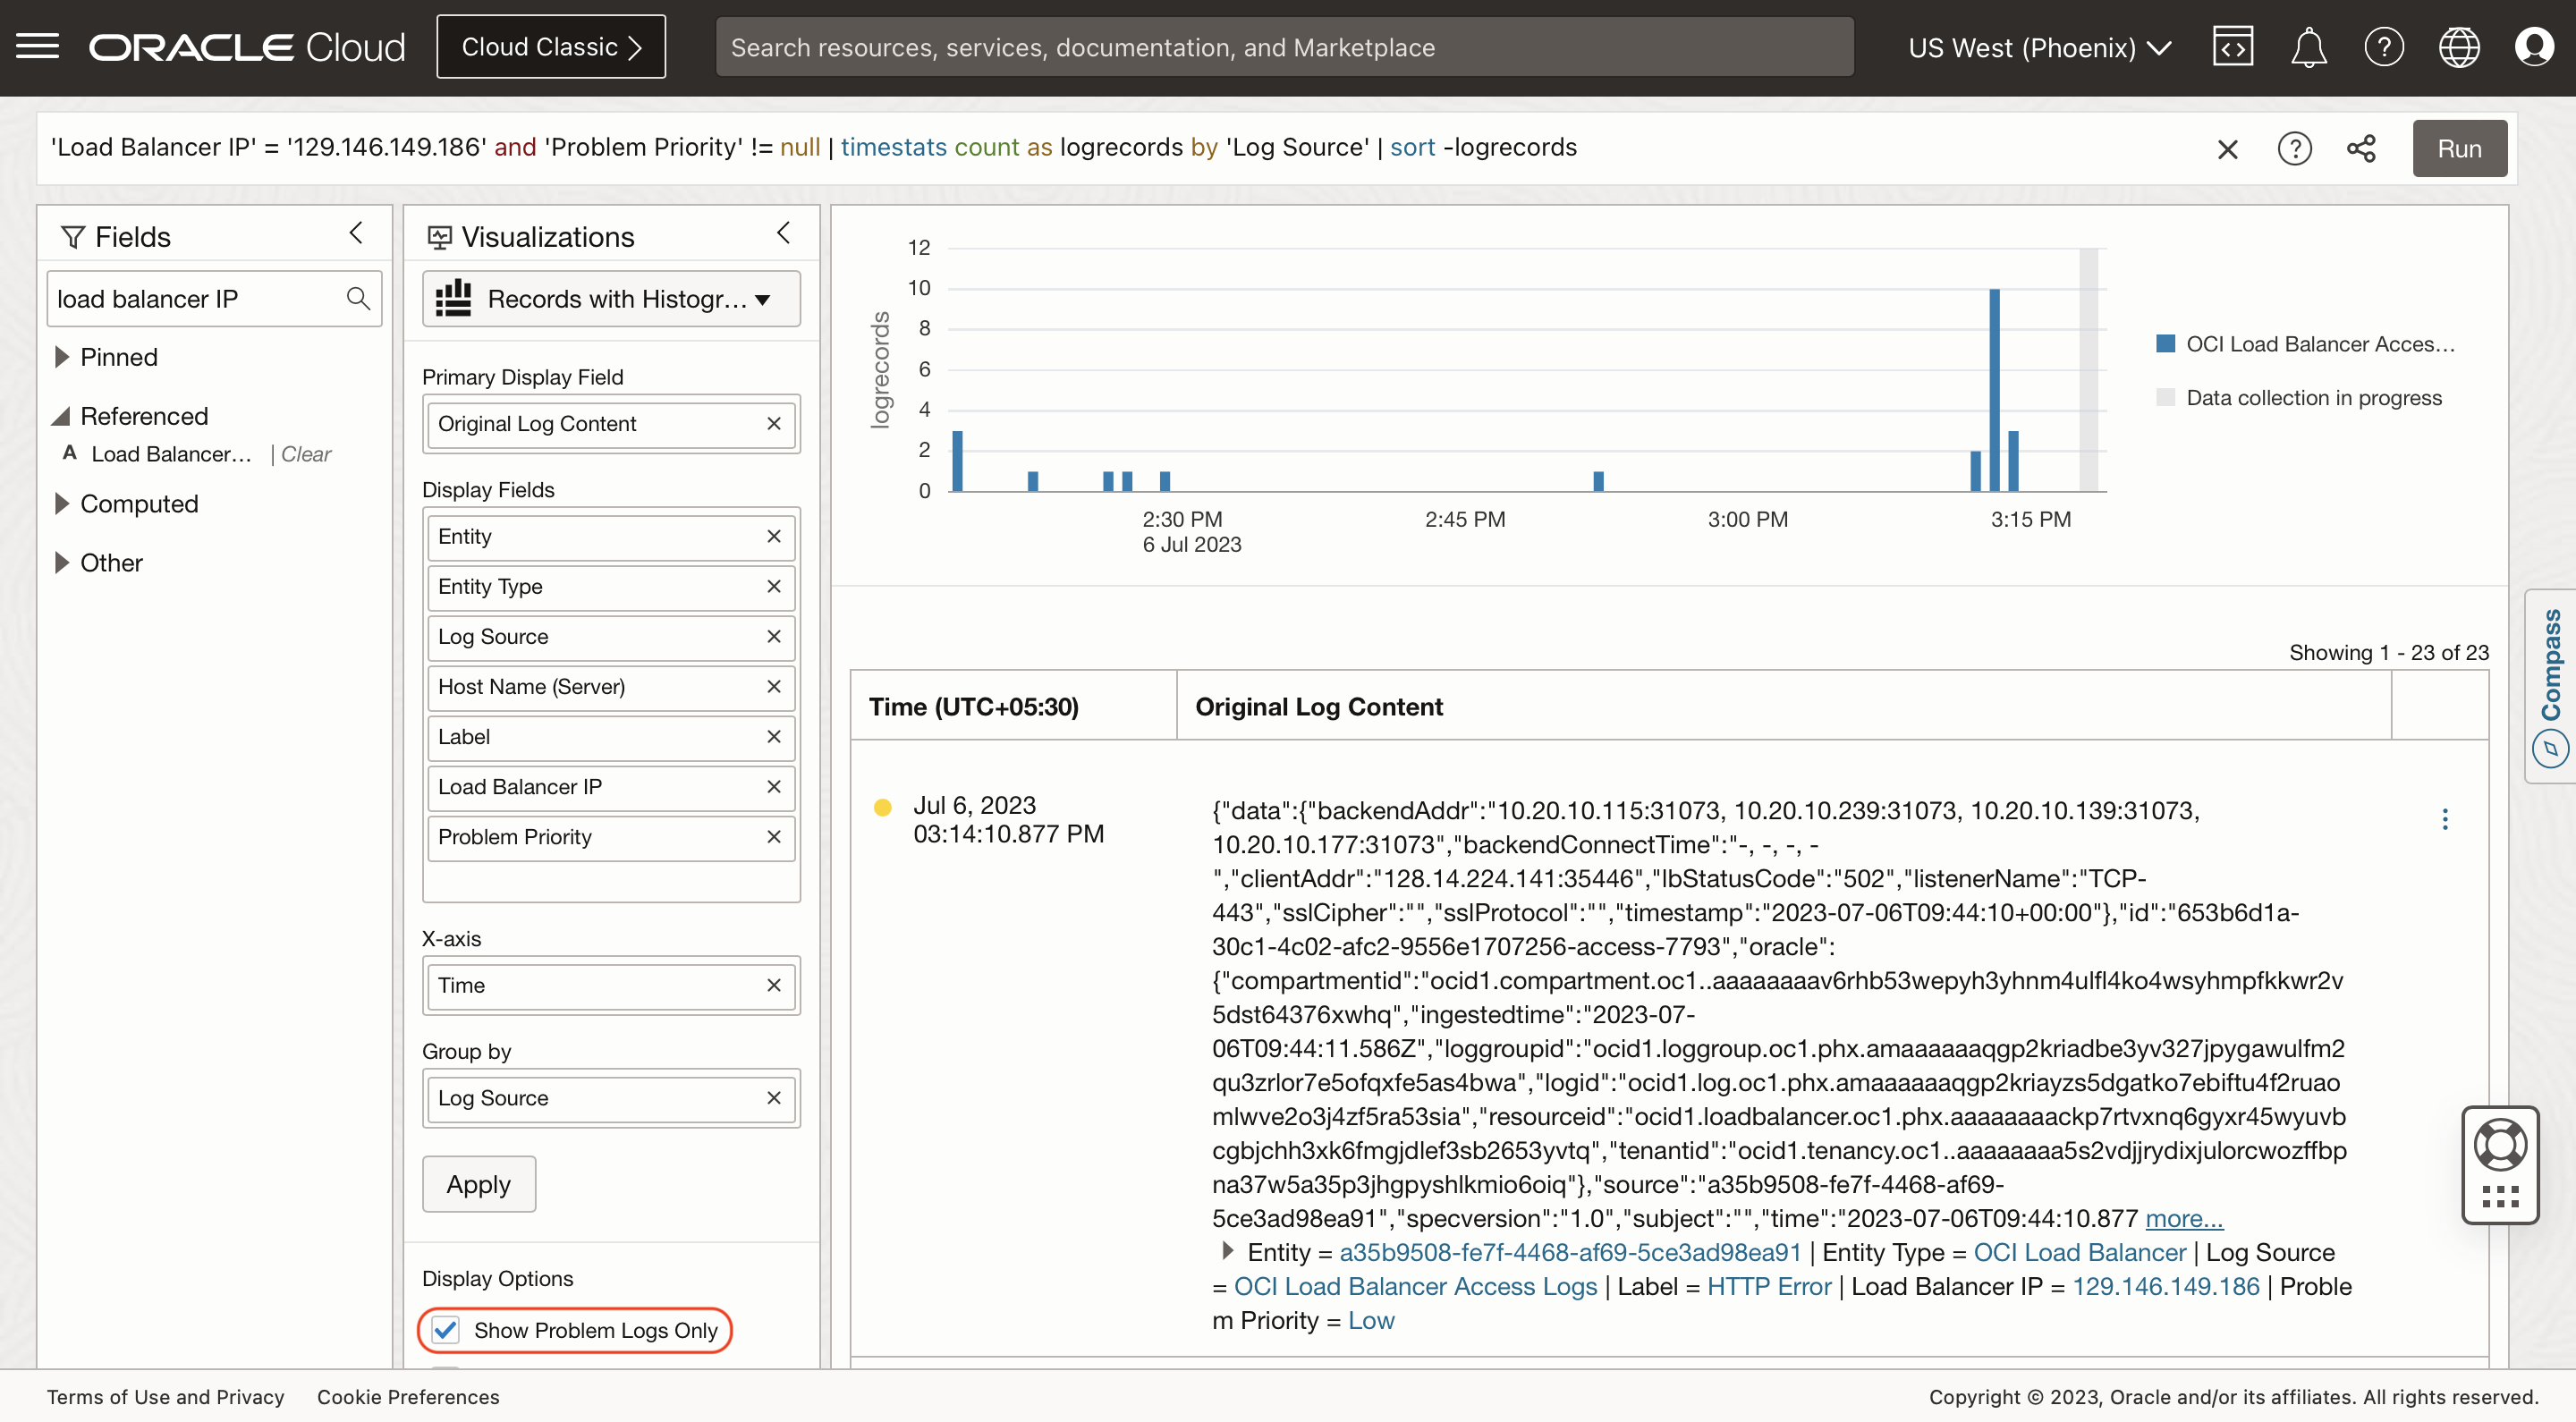 ORACLE Cloud
Cloud Classic
Search resources, services, documentation, and Marketplace
US West (Phoenix)
'Load Balancer IP' = '129.146.149.186' and 'Problem Priority' != null | timestats count as logrecords by 'Log Source' | sort -logrecords
Run
Fields
load balancer IP
Pinned
Referenced
A Load Balancer... | Clear
Computed
Other
Visualizations
Records with Histogr...
Primary Display Field
Original Log Content
Display Fields
Entity
Entity Type
Log Source
Host Name (Server)
Label
Load Balancer IP
Problem Priority
X-axis
Time
Group by
Log Source
Apply
Display Options
Show Problem Logs Only
logrecords
12
10
8
6
4
2
0
2:30 PM
6 Jul 2023
2:45 PM
3:00 PM
3:15 PM
OCI Load Balancer Acces...
Data collection in progress
Showing 1 - 23 of 23
Time (UTC+05:30)
Original Log Content
Jul 6, 2023
03:14:10.877 PM
{"data":{"backendAddr":"10.20.10.115:31073, 10.20.10.239:31073, 10.20.10.139:31073,
10.20.10.177:31073","backendConnectTime":"-, -, -, -
","clientAddr":"128.14.224.141:35446","lbStatusCode":"502","listenerName":"TCP-
443","sslCipher":"","sslProtocol":"","timestamp":"2023-07-06T09:44:10+00:00"},"id":"653b6d1a-
30c1-4c02-afc2-9556e1707256-access-7793","oracle":
{"compartmentid":"ocid1.compartment.oc1..aaaaaaaav6rhb53wepyh3yhnm4ulfl4ko4wsyhmpfkkwr2v
5dst64376xwhq","ingestedtime":"2023-07-
06T09:44:11.586Z","loggroupid":"ocid1.loggroup.oc1.phx.amaaaaaaqgp2kriadbe3yv327jpygawulfm2
qu3zrlor7e5ofqxfe5as4bwa","logid":"ocid1.log.oc1.phx.amaaaaaaqgp2kriayzs5dgatko7ebiftu4f2ruao
mlwve2o3j4zf5ra53sia","resourceid":"ocid1.loadbalancer.oc1.phx.aaaaaaaackp7rtvxnq6gyxr45wyuvb
cgbjchh3xk6fmgjdlef3sb2653yvtq","tenantid":"ocid1.tenancy.oc1..aaaaaaaa5s2vdjjrydixjulorcwozffbp
na37w5a35p3jhgpyshlkmio6oiq"},"source":"a35b9508-fe7f-4468-af69-
5ce3ad98ea91","specversion":"1.0","subject":"","time":"2023-07-06T09:44:10.877 more...
Entity = a35b9508-fe7f-4468-af69-5ce3ad98ea91 | Entity Type = OCI Load Balancer | Log Source
= OCI Load Balancer Access Logs | Label = HTTP Error | Load Balancer IP = 129.146.149.186 | Proble
m Priority = Low
Compass
Terms of Use and Privacy
Cookie Preferences
Copyright © 2023, Oracle and/or its affiliates. All rights reserved.